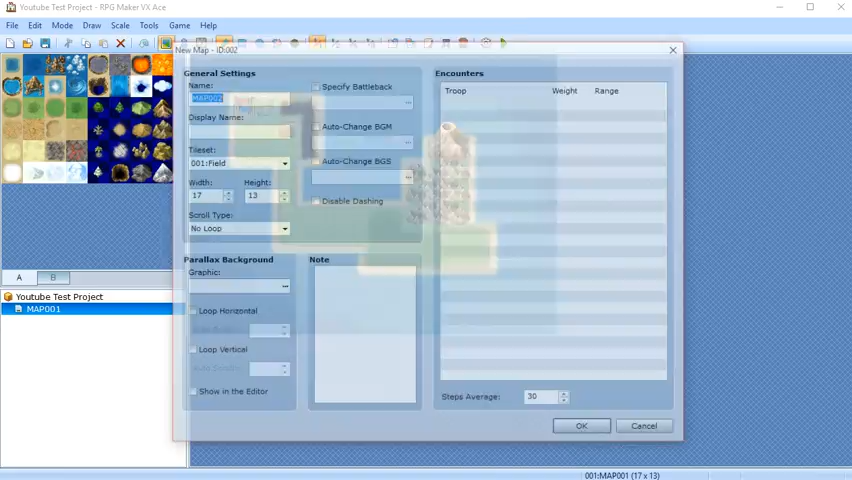 Youtube Test Project - RPG Maker VX Ace
File Edit Mode Draw Scale Tools Game Help
New Map - ID:002
General Settings
Name:
MAP002
Display Name:
Tileset:
001:Field
Width: Height:
17 13
Scroll Type:
No Loop
Specify Battleback
Auto-Change BGM
Auto-Change BGS
Disable Dashing
Parallax Background
Graphic:
Loop Horizontal
Loop Vertical
Show in the Editor
Note
Encounters
Troop Weight Range
Steps Average: 30
OK Cancel
A B
Youtube Test Project
MAP001
001:MAP001 (17 x 13)